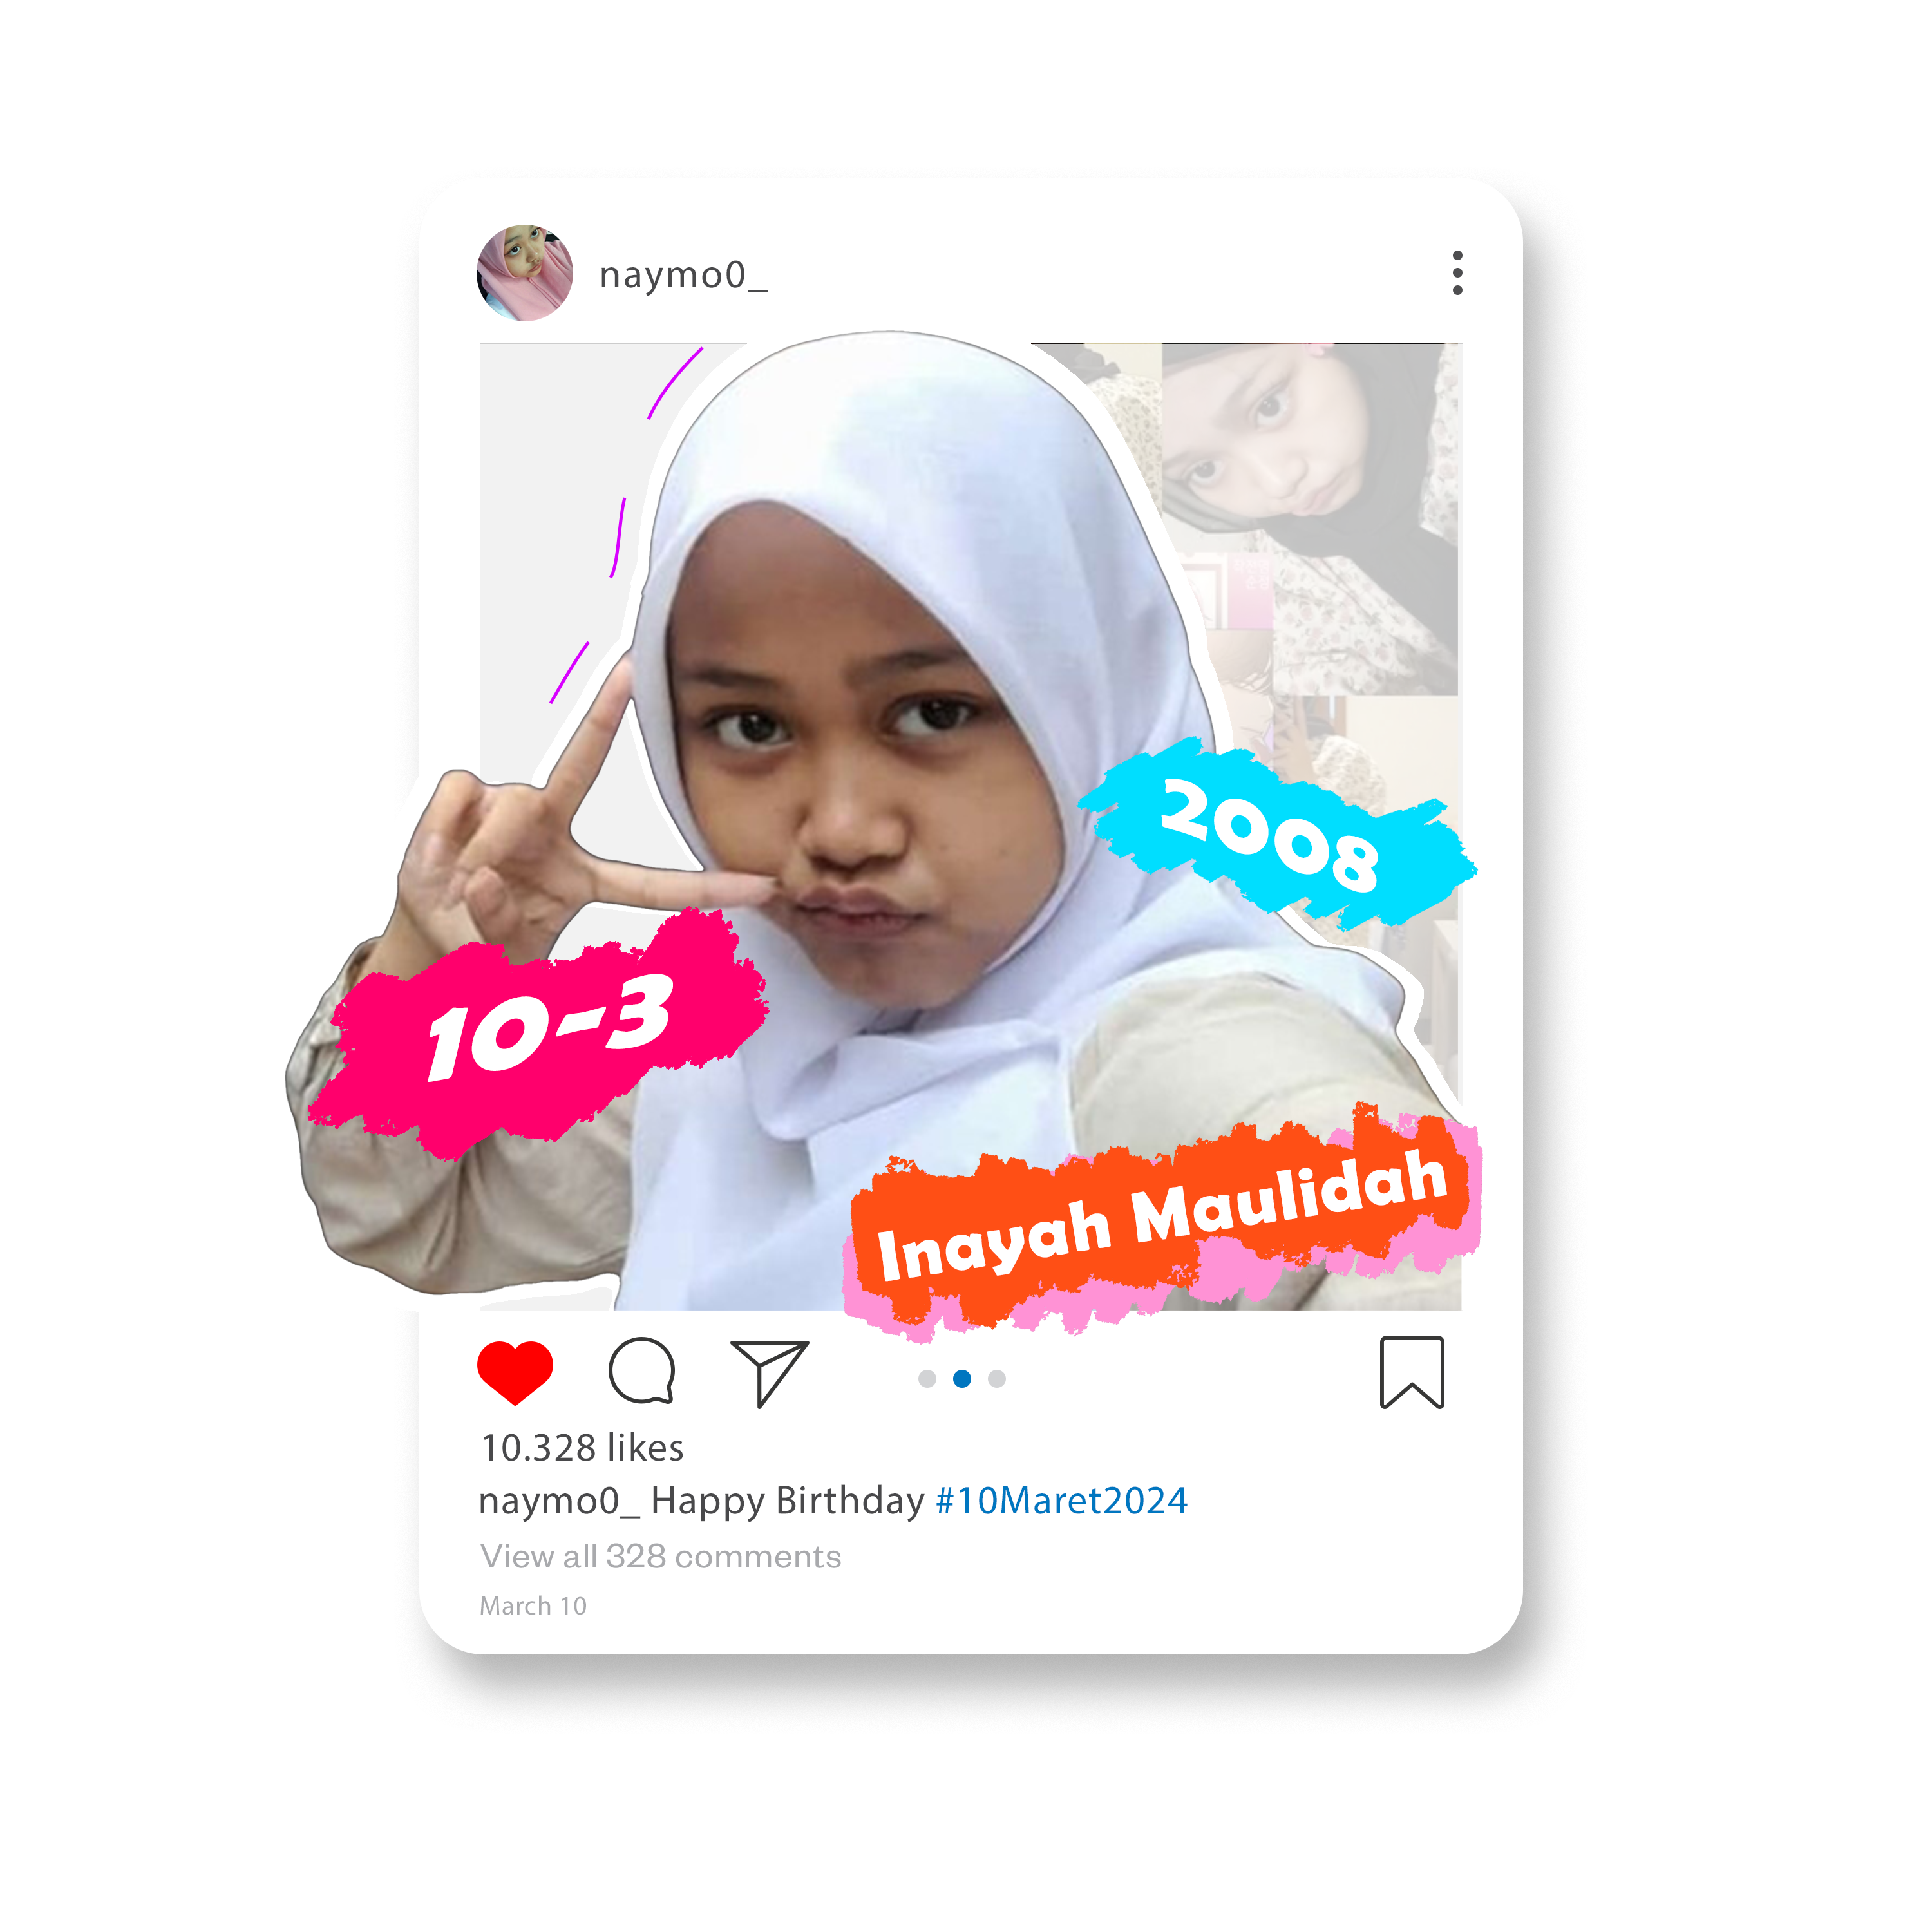 naymo0_
2008
10-3
Inayah Maulidah
10.328 likes
naymo0_ Happy Birthday #10Maret2024
View all 328 comments
March 10